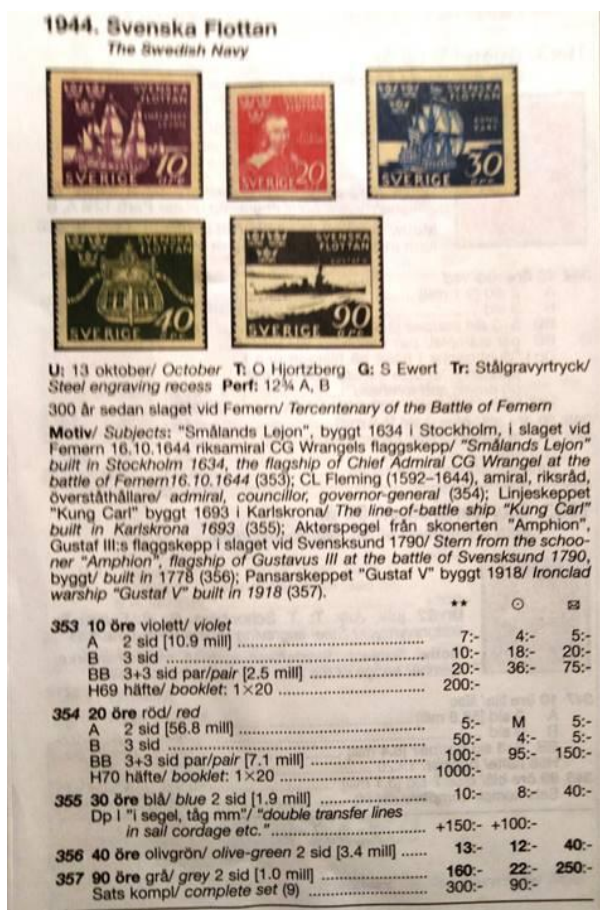 1944. Svenska Flottan
The Swedish Navy
SVENSKA
FLOTTAN
10
ÖRE
SVERIGE
SVENSKA
FLOTTAN
20
SVERIGE
SVENSKA
FLOTTAN
KUNG
KARL
30
ÖRE
SVERIGE
SVENSKA
FLOTTAN
40
ÖRE
SVERIGE
SVENSKA
FLOTTAN
90
ÖRE
SVERIGE
U: 13 oktober/ October T: O Hjortzberg G: S Ewert Tr: Stålgravyrtryck/
Steel engraving recess Perf: 12¾ A, B
300 år sedan slaget vid Femern/ Tercentenary of the Battle of Femern
Motiv/ Subjects: "Smålands Lejon", byggt 1634 i Stockholm, i slaget vid
Femern 16.10.1644 riksamiral CG Wrangels flaggskepp/ "Smålands Lejon"
built in Stockholm 1634, the flagship of Chief Admiral CG Wrangel at the
battle of Femern16.10.1644 (353); CL Fleming (1592–1644), amiral, riksråd,
överståthållare/ admiral, councillor, governor-general (354); Linjeskeppet
"Kung Carl" byggt 1693 i Karlskrona/ The line-of-battle ship "Kung Carl"
built in Karlskrona 1693 (355); Akterspegel från skonerten "Amphion",
Gustaf III:s flaggskepp i slaget vid Svensksund 1790/ Stern from the schoo-
ner "Amphion", flagship of Gustavus III at the battle of Svensksund 1790,
byggt/ built in 1778 (356); Pansarskeppet "Gustaf V" byggt 1918/ Ironclad
warship "Gustaf V" built in 1918 (357).
★★ ⊙ ✉
353 10 öre violett/ violet
A 2 sid [10.9 mill] 7:- 4:- 5:-
B 3 sid 10:- 18:- 20:-
BB 3+3 sid par/pair [2.5 mill] 20:- 36:- 75:-
H69 häfte/ booklet: 1×20 200:-
354 20 öre röd/ red
A 2 sid [56.8 mill] 5:- M 5:-
B 3 sid 50:- 4:- 5:-
BB 3+3 sid par/pair [7.1 mill] 100:- 95:- 150:-
H70 häfte/ booklet: 1×20 1000:-
355 30 öre blå/ blue 2 sid [1.9 mill] 10:- 8:- 40:-
Dp I "i segel, tåg mm"/ "double transfer lines
in sail cordage etc." +150:- +100:-
356 40 öre olivgrön/ olive-green 2 sid [3.4 mill] 13:- 12:- 40:-
357 90 öre grå/ grey 2 sid [1.0 mill] 160:- 22:- 250:-
Sats kompl/ complete set (9) 300:- 90:-